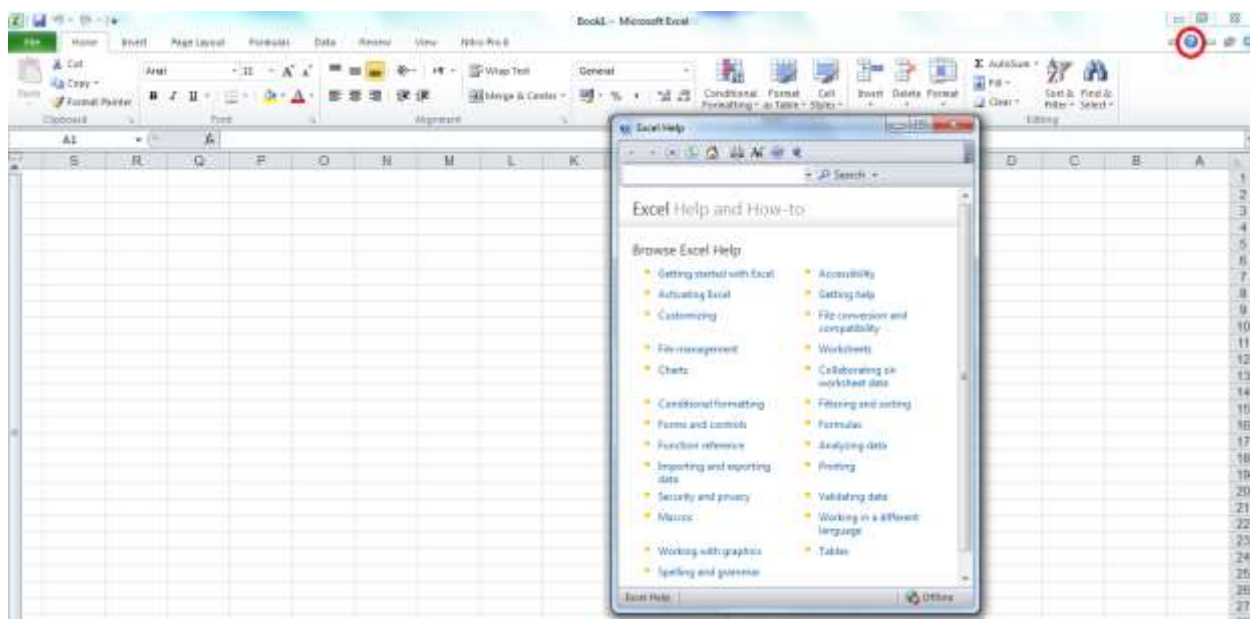 Book1 - Microsoft Excel
File Home Insert Page Layout Formulas Data Review View Nitro Pro 8
Cut
Copy
Format Painter
Paste
Clipboard
Arial 11
B I U
Font
Wrap Text
Merge & Center
Alignment
General
Conditional Formatting
Format as Table
Cell Styles
Insert Delete Format
AutoSum
Fill
Clear
Sort & Filter
Find & Select
Editing
A1
S R Q P O N M L K D C B A
1
2
3
4
5
6
7
8
9
10
11
12
13
14
15
16
17
18
19
20
21
22
23
24
25
26
27
Excel Help
Search
Excel Help and How-to
Browse Excel Help
Getting started with Excel
Accessibility
Activating Excel
Getting help
Customizing
File conversion and
compatibility
File management
Worksheets
Charts
Collaborating on
worksheet data
Conditional formatting
Filtering and sorting
Forms and controls
Formulas
Function reference
Analyzing data
Importing and exporting
data
Printing
Security and privacy
Validating data
Macros
Working in a different
language
Working with graphics
Tables
Spelling and grammar
Excel Help
Offline